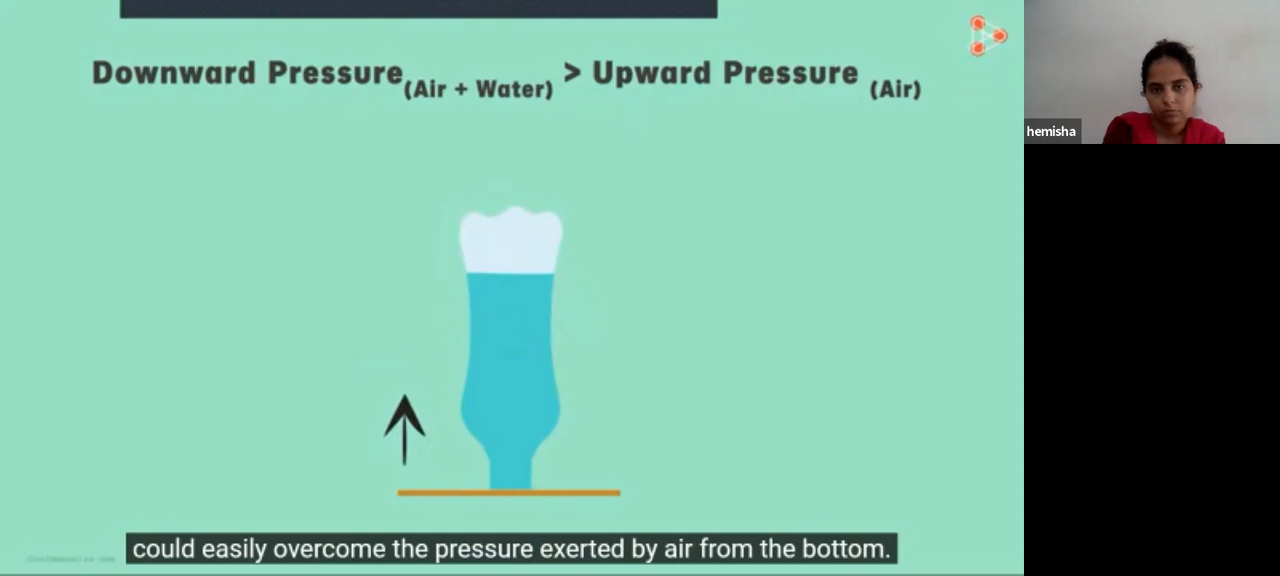 Downward Pressure (Air + Water) > Upward Pressure (Air)
hemisha
could easily overcome the pressure exerted by air from the bottom.